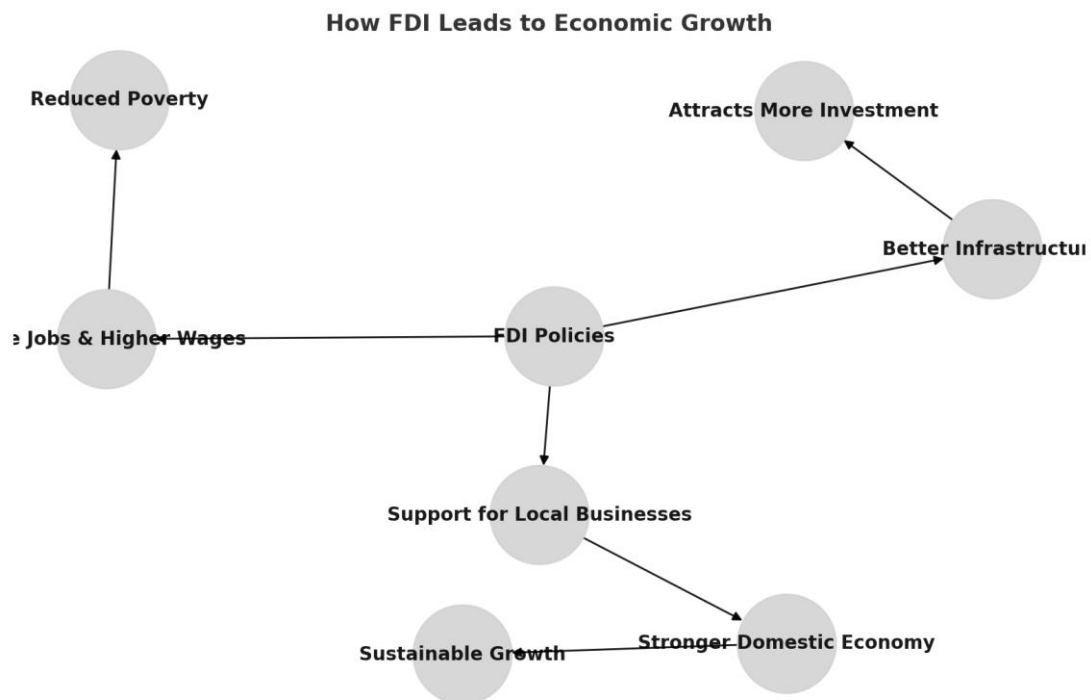 How FDI Leads to Economic Growth
Reduced Poverty
Attracts More Investment
Better Infrastructu
e Jobs & Higher Wages
FDI Policies
Support for Local Businesses
Stronger Domestic Economy
Sustainable Growth